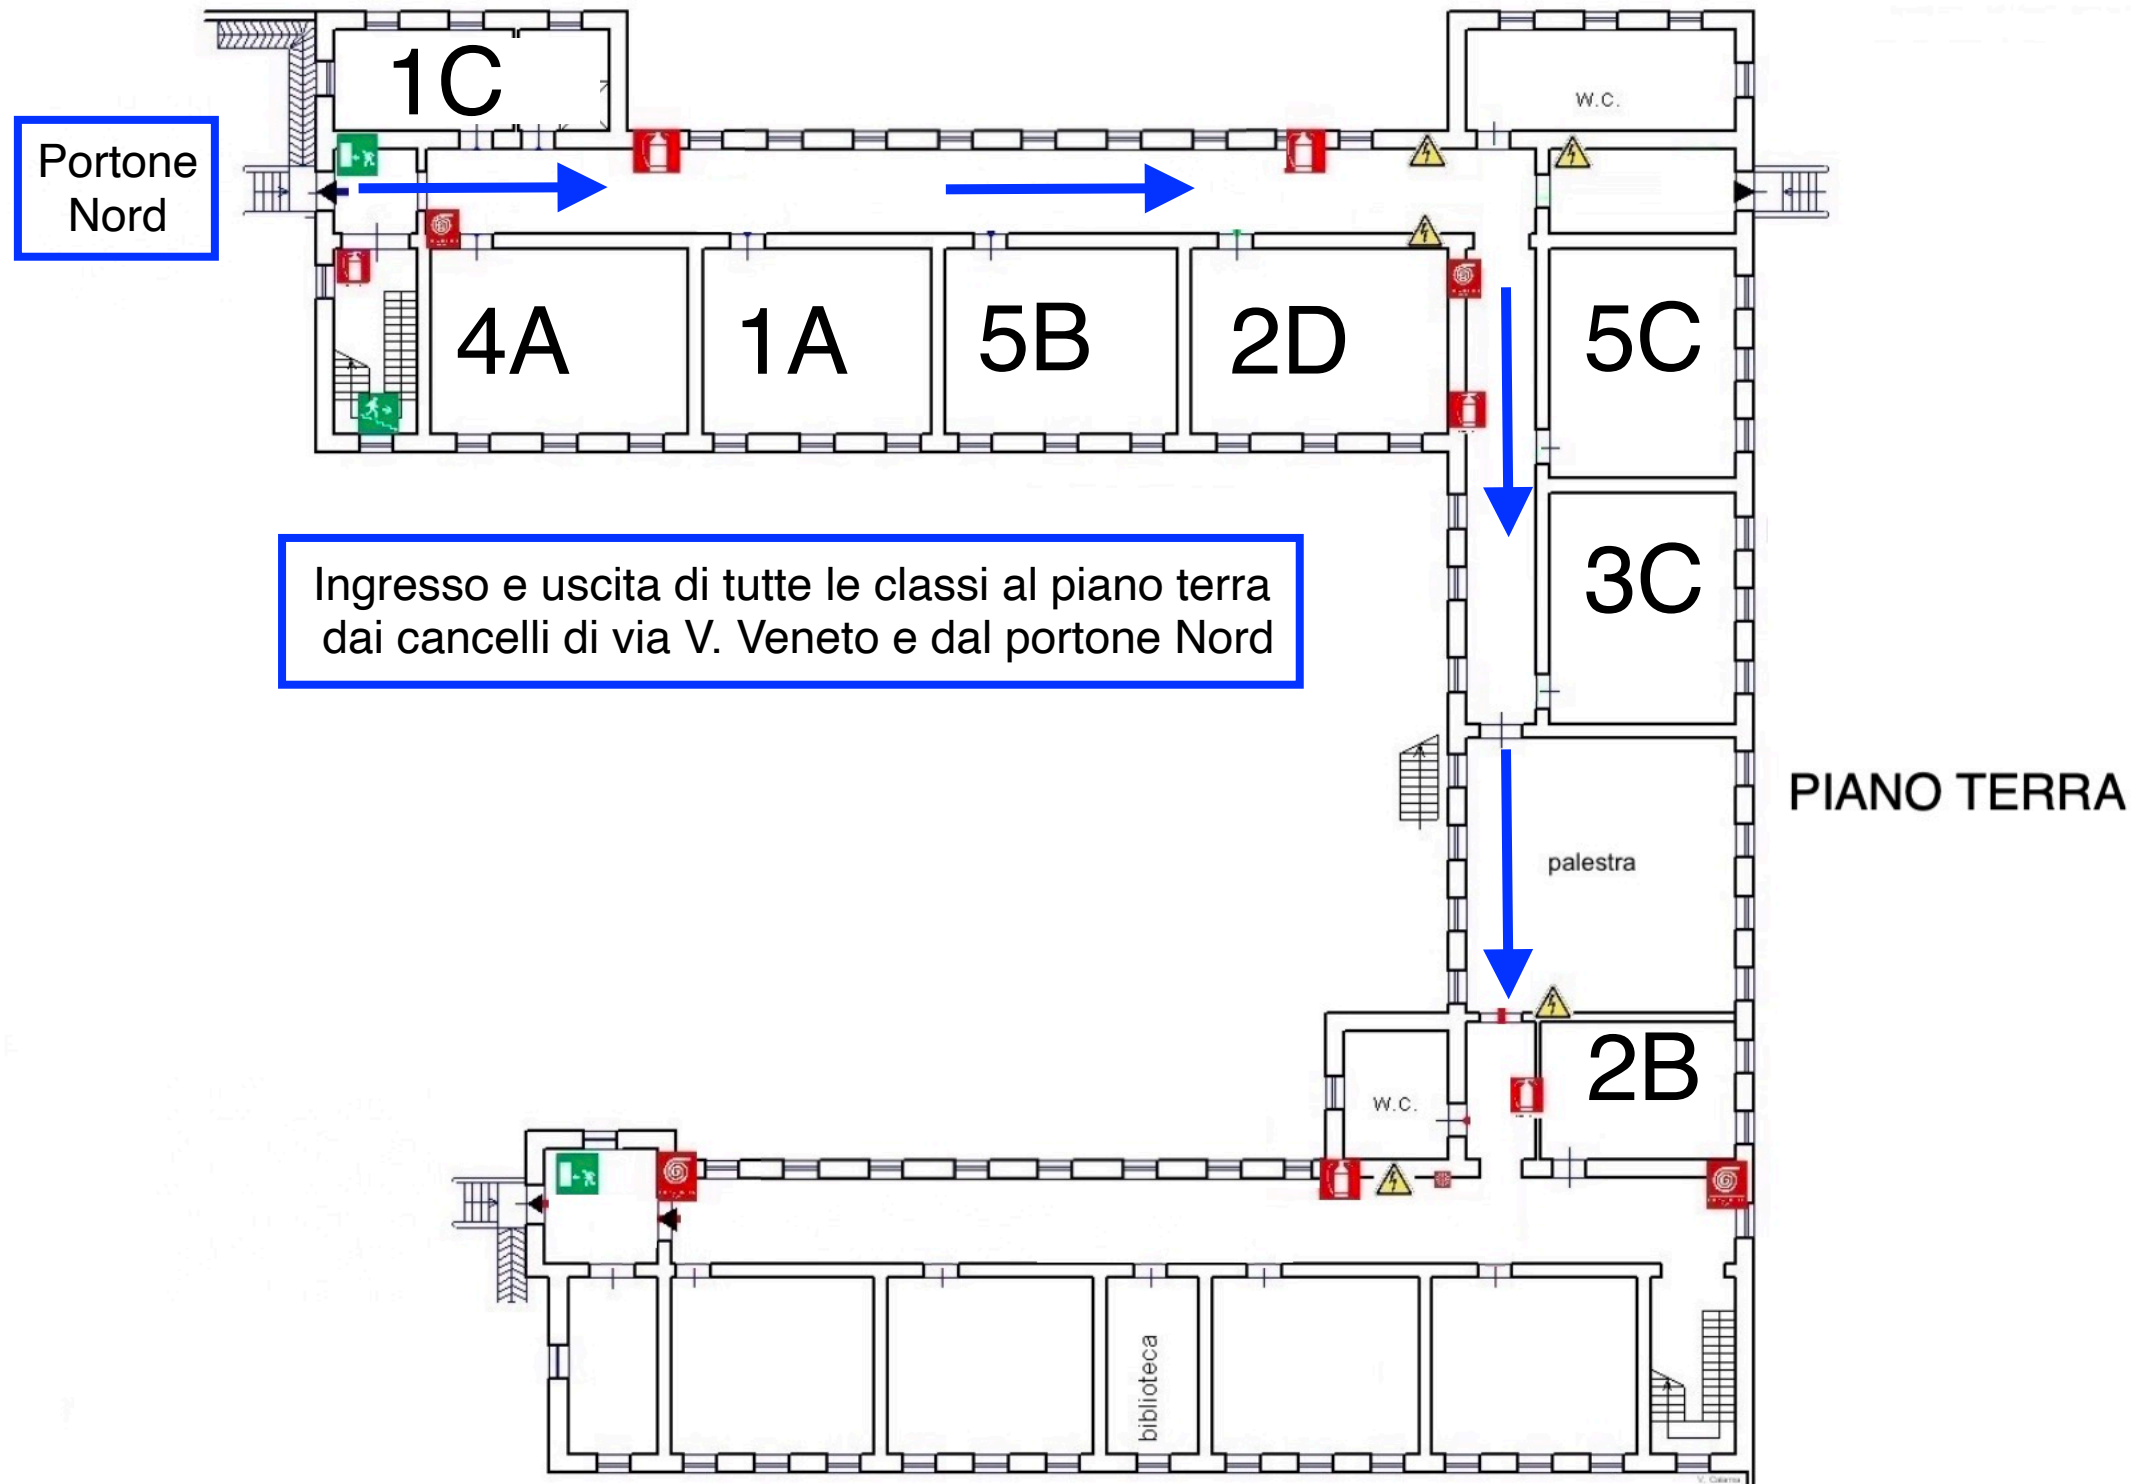 1C
W.C.
Portone
Nord
4A
1A
5B
2D
5C
Ingresso e uscita di tutte le classi al piano terra
dai cancelli di via V. Veneto e dal portone Nord
3C
PIANO TERRA
palestra
2B
W.C.
biblioteca